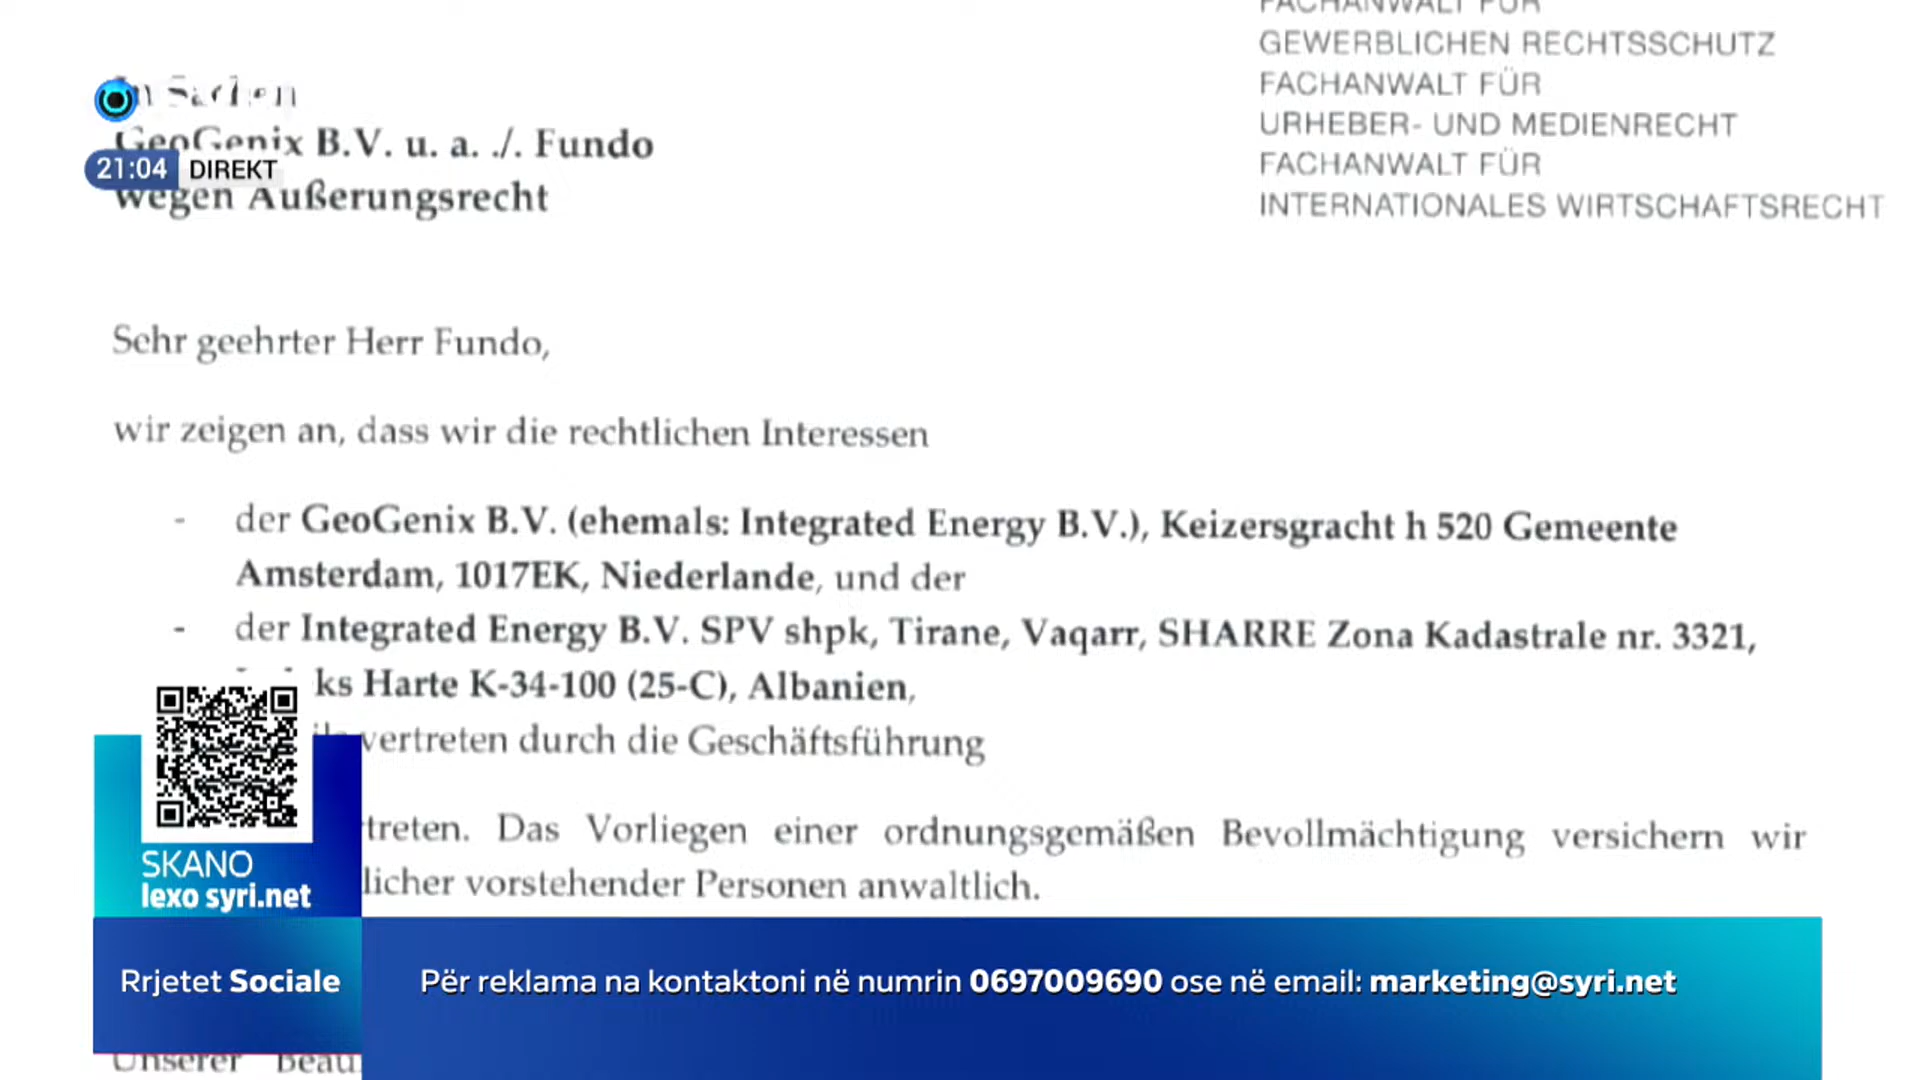 FACHANWALT FÜR
GEWERBLICHEN RECHTSSCHUTZ
FACHANWALT FÜR
URHEBER- UND MEDIENRECHT
FACHANWALT FÜR
INTERNATIONALES WIRTSCHAFTSRECHT
GeoGenix B.V. u. a. ./. Fundo
21:04 DIREKT
wegen Äußerungsrecht
Sehr geehrter Herr Fundo,
wir zeigen an, dass wir die rechtlichen Interessen
- der GeoGenix B.V. (ehemals: Integrated Energy B.V.), Keizersgracht h 520 Gemeente
Amsterdam, 1017EK, Niederlande, und der
- der Integrated Energy B.V. SPV shpk, Tirane, Vaqarr, SHARRE Zona Kadastrale nr. 3321,
ks Harte K-34-100 (25-C), Albanien,
vertreten durch die Geschäftsführung
treten. Das Vorliegen einer ordnungsgemäßen Bevollmächtigung versichern wir
licher vorstehender Personen anwaltlich.
SKANO
lexo syri.net
Rrjetet Sociale
Për reklama na kontaktoni në numrin 0697009690 ose në email: marketing@syri.net
Unserer Beau